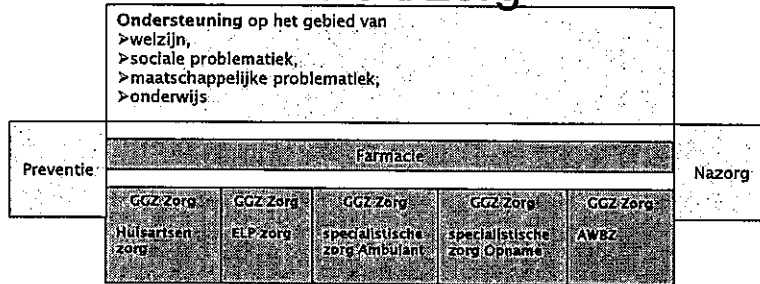 Ondersteuning op het gebied van
➢welzijn,
➢sociale problematiek,
➢maatschappelijke problematiek,
➢onderwijs
Preventie
Farmacie
Nazorg
GGZ Zorg
Huisartsen
zorg
GGZ Zorg
ELP zorg
GGZ Zorg
specialistische
zorg Ambulant
GGZ Zorg
specialistische
zorg Opname
GGZ Zorg
AWBZ